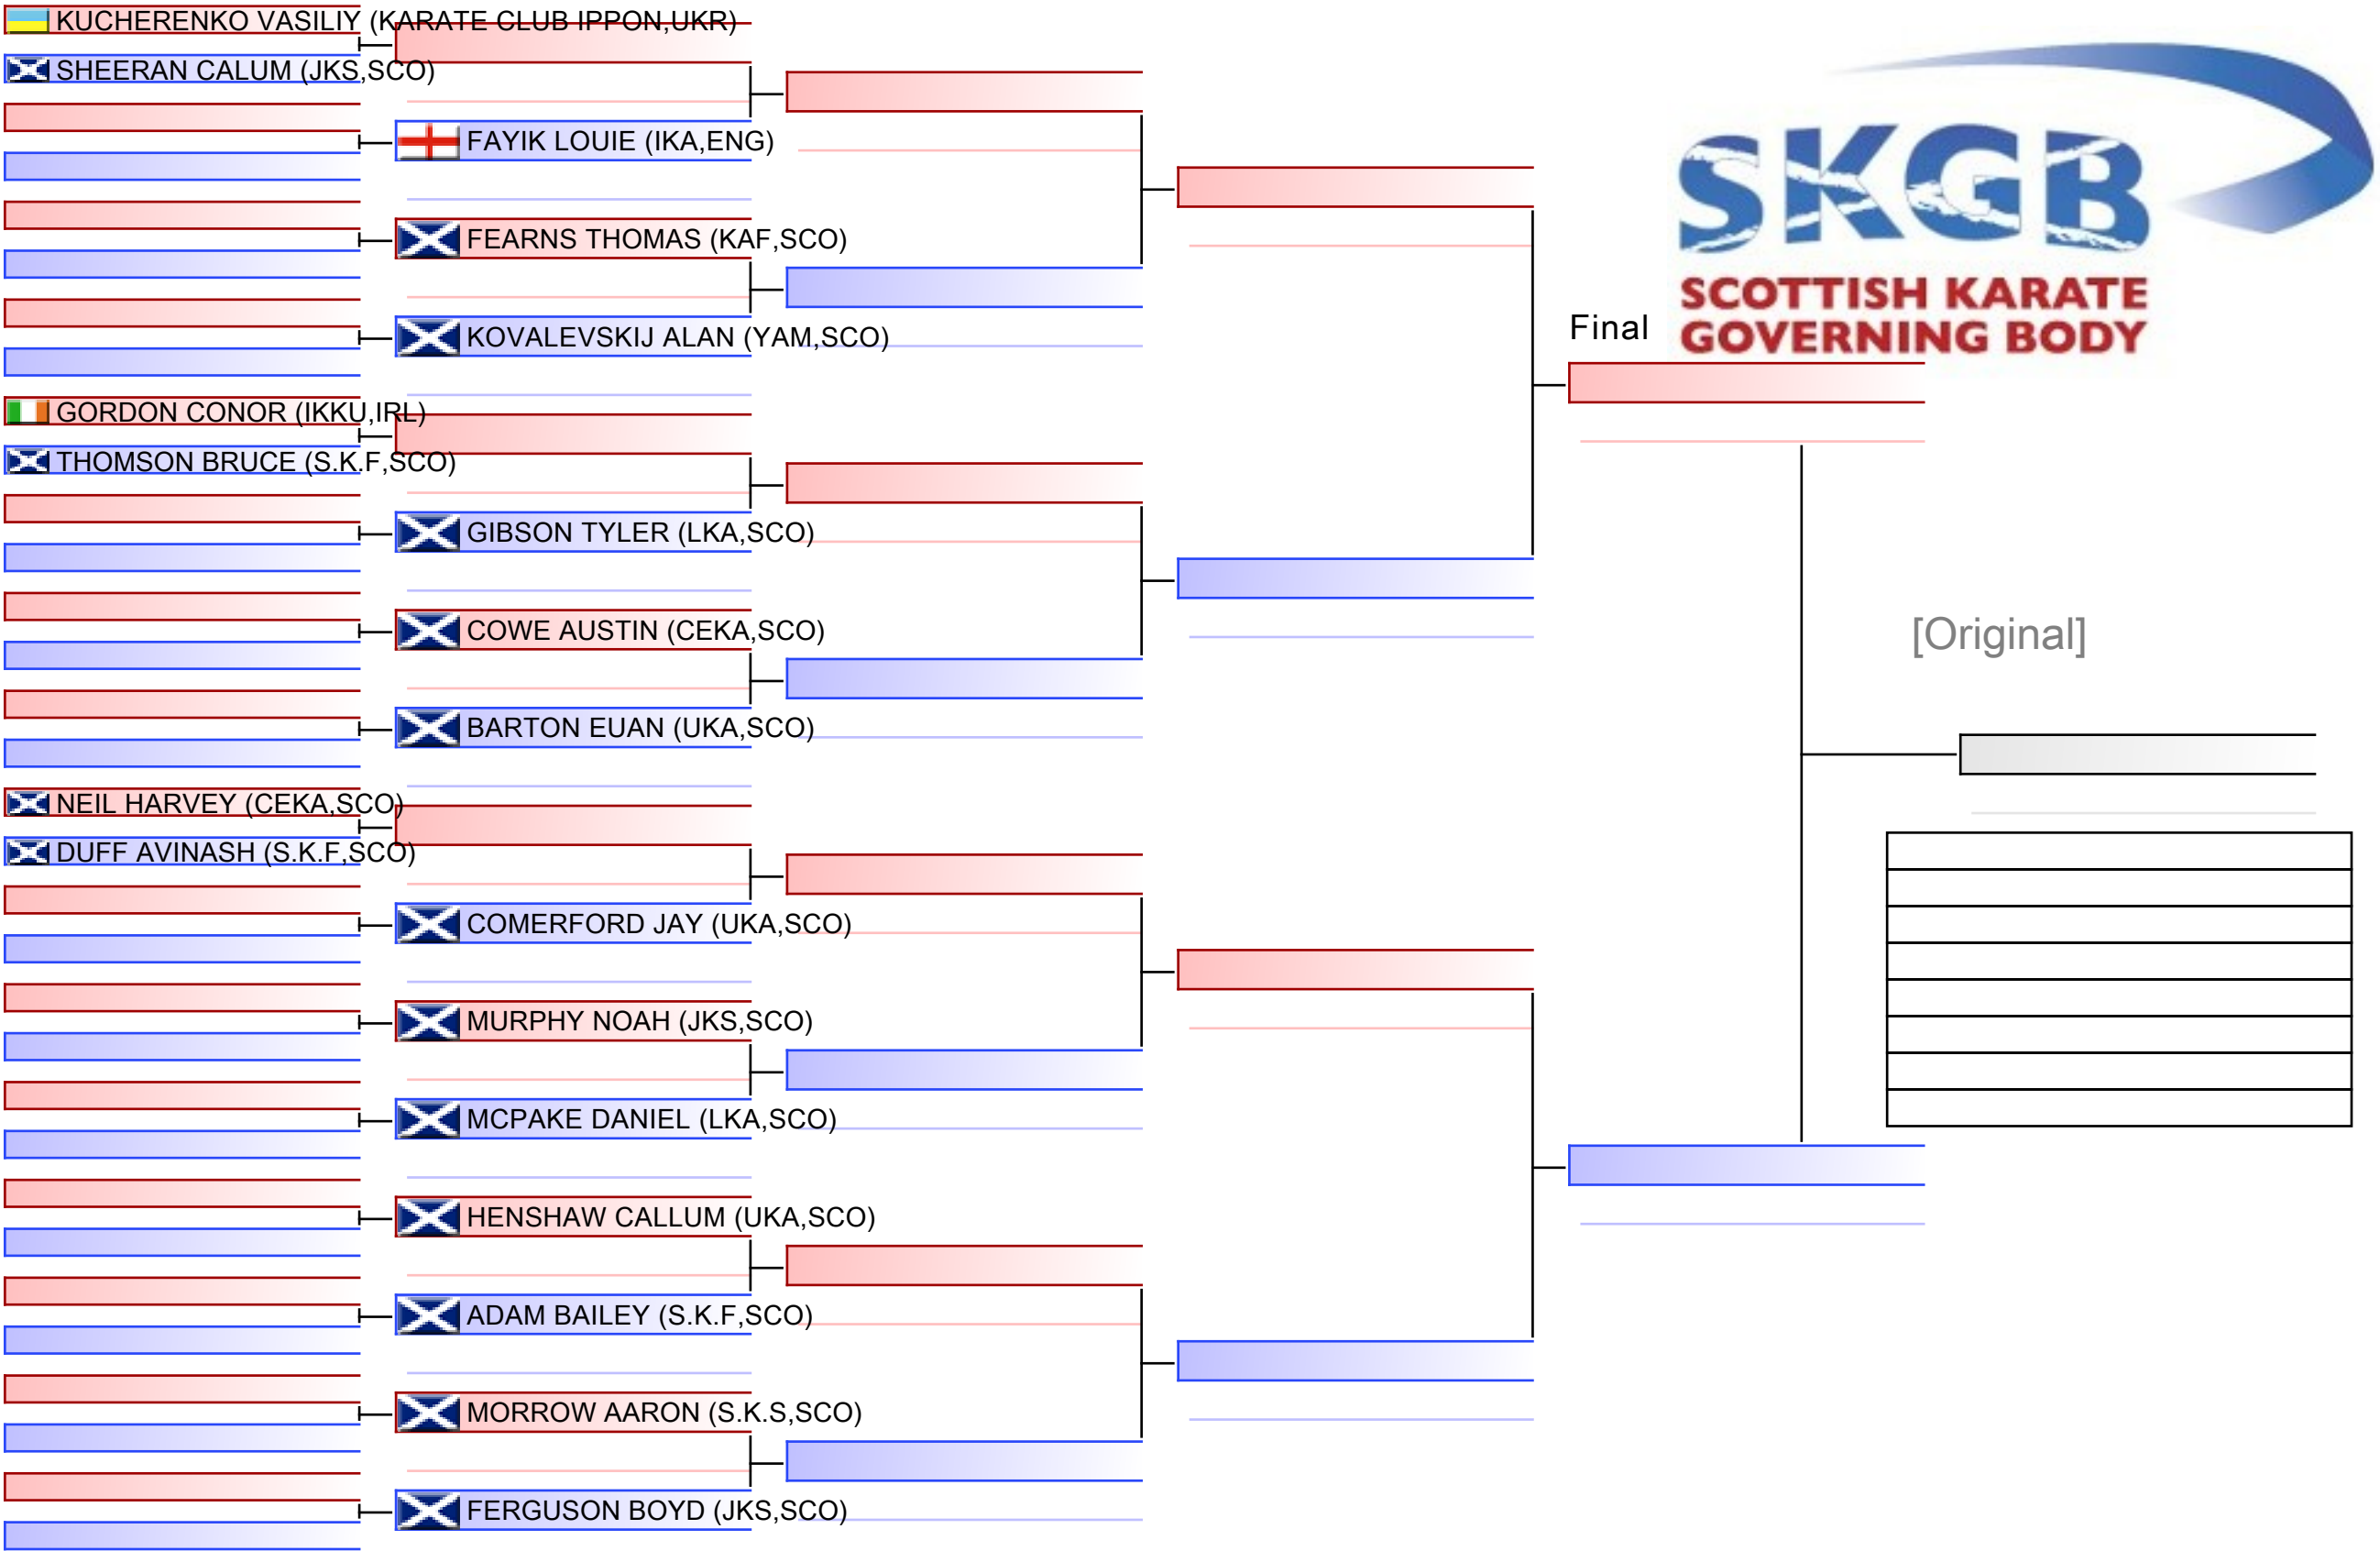 KUCHERENKO VASILIY (KARATE CLUB IPPON,UKR)
SHEERAN CALUM (JKS,SCO)
FAYIK LOUIE (IKA,ENG)
FEARNS THOMAS (KAF,SCO)
KOVALEVSKIJ ALAN (YAM,SCO)
GORDON CONOR (IKKU,IRL)
THOMSON BRUCE (S.K.F,SCO)
GIBSON TYLER (LKA,SCO)
COWE AUSTIN (CEKA,SCO)
BARTON EUAN (UKA,SCO)
NEIL HARVEY (CEKA,SCO)
DUFF AVINASH (S.K.F,SCO)
COMERFORD JAY (UKA,SCO)
MURPHY NOAH (JKS,SCO)
MCPAKE DANIEL (LKA,SCO)
HENSHAW CALLUM (UKA,SCO)
ADAM BAILEY (S.K.F,SCO)
MORROW AARON (S.K.S,SCO)
FERGUSON BOYD (JKS,SCO)
Final
SKGB
SCOTTISH KARATE
GOVERNING BODY
[Original]